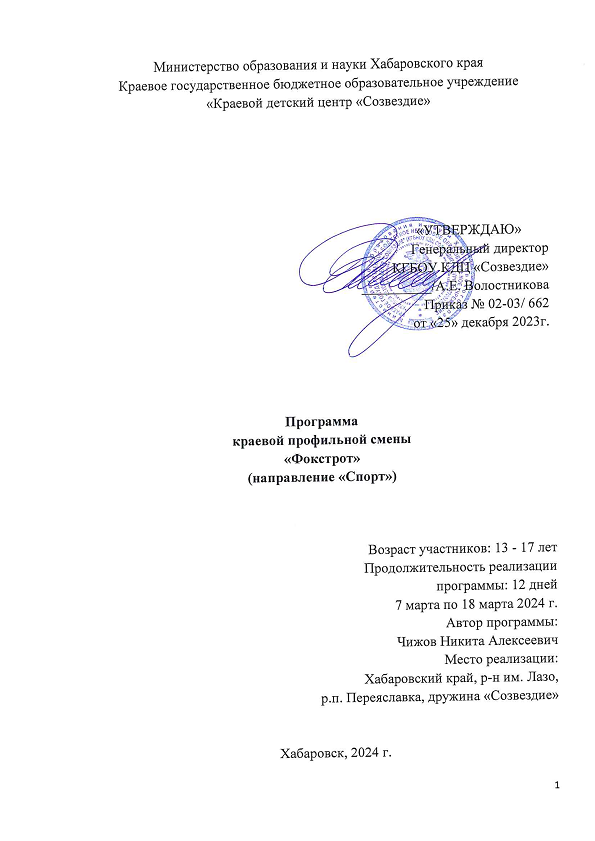 Министерство образования и науки Хабаровского края
Краевое государственное бюджетное образовательное учреждение
«Краевой детский центр «Созвездие»
«УТВЕРЖДАЮ»
Генеральный директор
КГБОУ КДЦ «Созвездие»
А.Е. Волостникова
Приказ № 02-03/ 662
от «25» декабря 2023г.
Программа
краевой профильной смены
«Фокстрот»
(направление «Спорт»)
Возраст участников: 13 - 17 лет
Продолжительность реализации
программы: 12 дней
7 марта по 18 марта 2024 г.
Автор программы:
Чижов Никита Алексеевич
Место реализации:
Хабаровский край, р-н им. Лазо,
р.п. Переяславка, дружина «Созвездие»
Хабаровск, 2024 г.
1